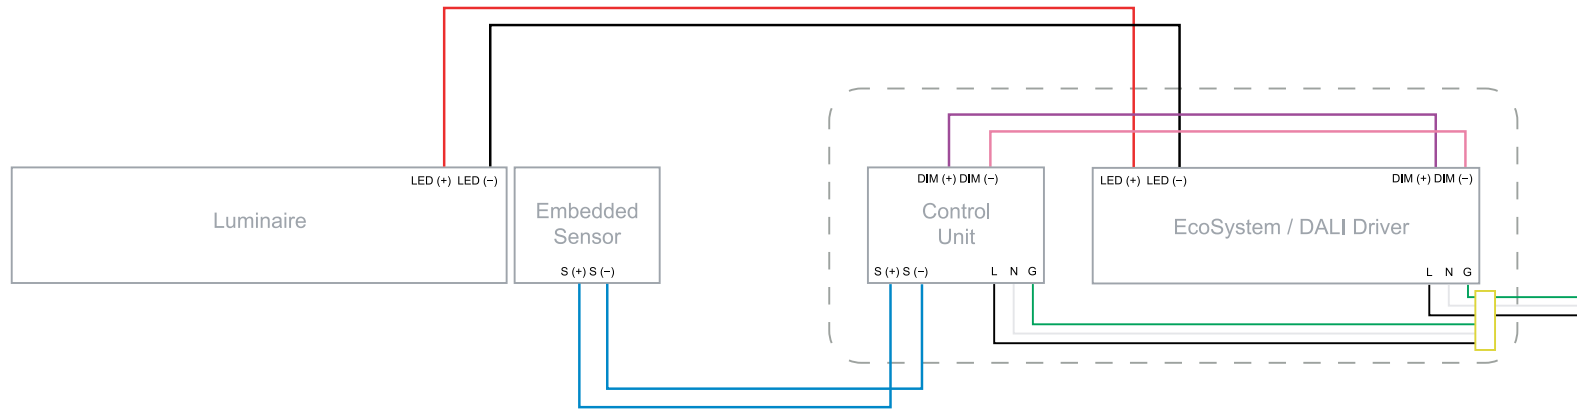 LED (+) LED (−)
Luminaire
Embedded
Sensor
S (+) S (−)
DIM (+) DIM (−)
Control
Unit
S (+) S (−)
L N G
LED (+) LED (−)
DIM (+) DIM (−)
EcoSystem / DALI Driver
L N G